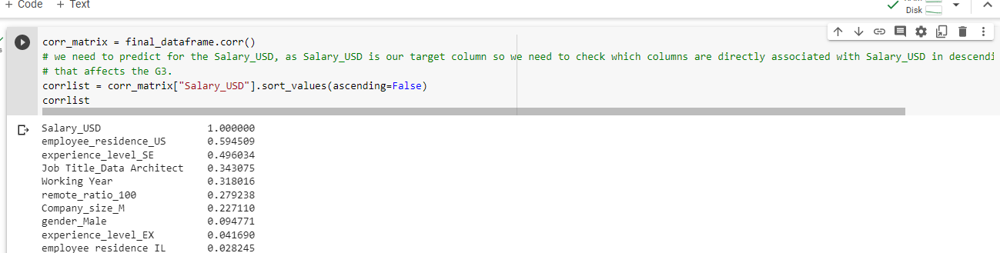 + Code + Text
Disk
corr_matrix = final_dataframe.corr()
# we need to predict for the Salary_USD, as Salary_USD is our target column so we need to check which columns are directly associated with Salary_USD in descendi
# that affects the G3.
corrlist = corr_matrix["Salary_USD"].sort_values(ascending=False)
corrlist
Salary_USD 1.000000
employee_residence_US 0.594509
experience_level_SE 0.496034
Job Title_Data Architect 0.343075
Working Year 0.318016
remote_ratio_100 0.279238
Company_size_M 0.227110
gender_Male 0.094771
experience_level_EX 0.041690
employee residence IL 0.028245